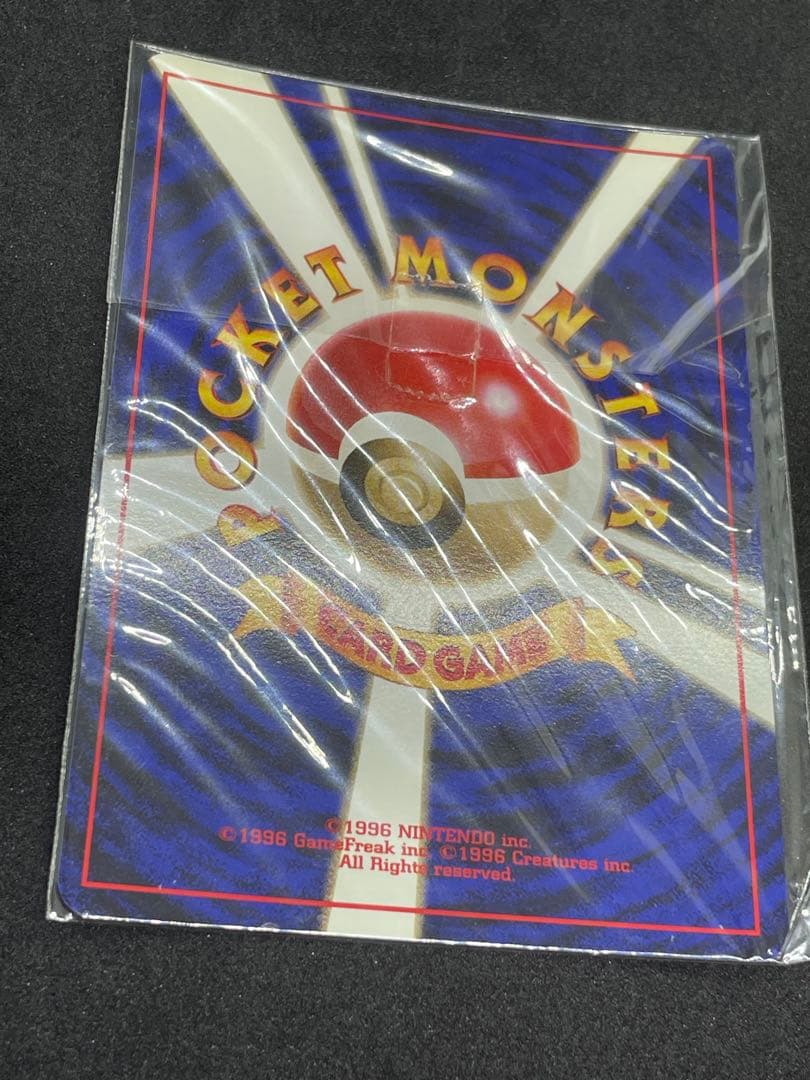 POCKET MONSTERS
CARD GAME
©1996 NINTENDO inc.
©1996 GameFreak inc. ©1996 Creatures inc.
All Rights reserved.